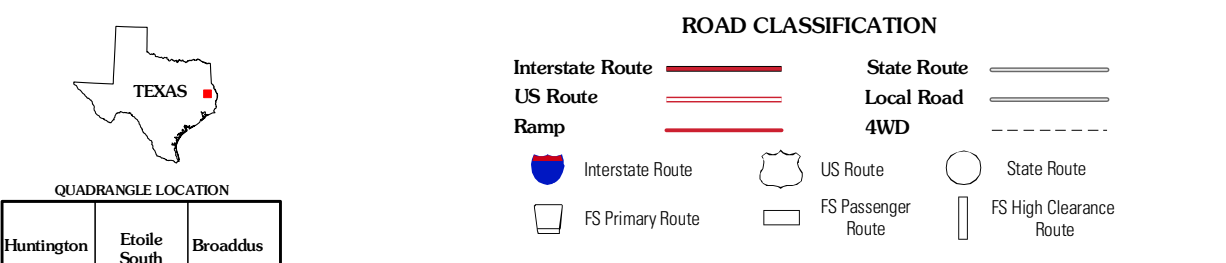 TEXAS
QUADRANGLE LOCATION
Huntington
Etoile
South
Broaddus
ROAD CLASSIFICATION
Interstate Route
State Route
US Route
Local Road
Ramp
4WD
Interstate Route
US Route
State Route
FS Primary Route
FS Passenger
Route
FS High Clearance
Route